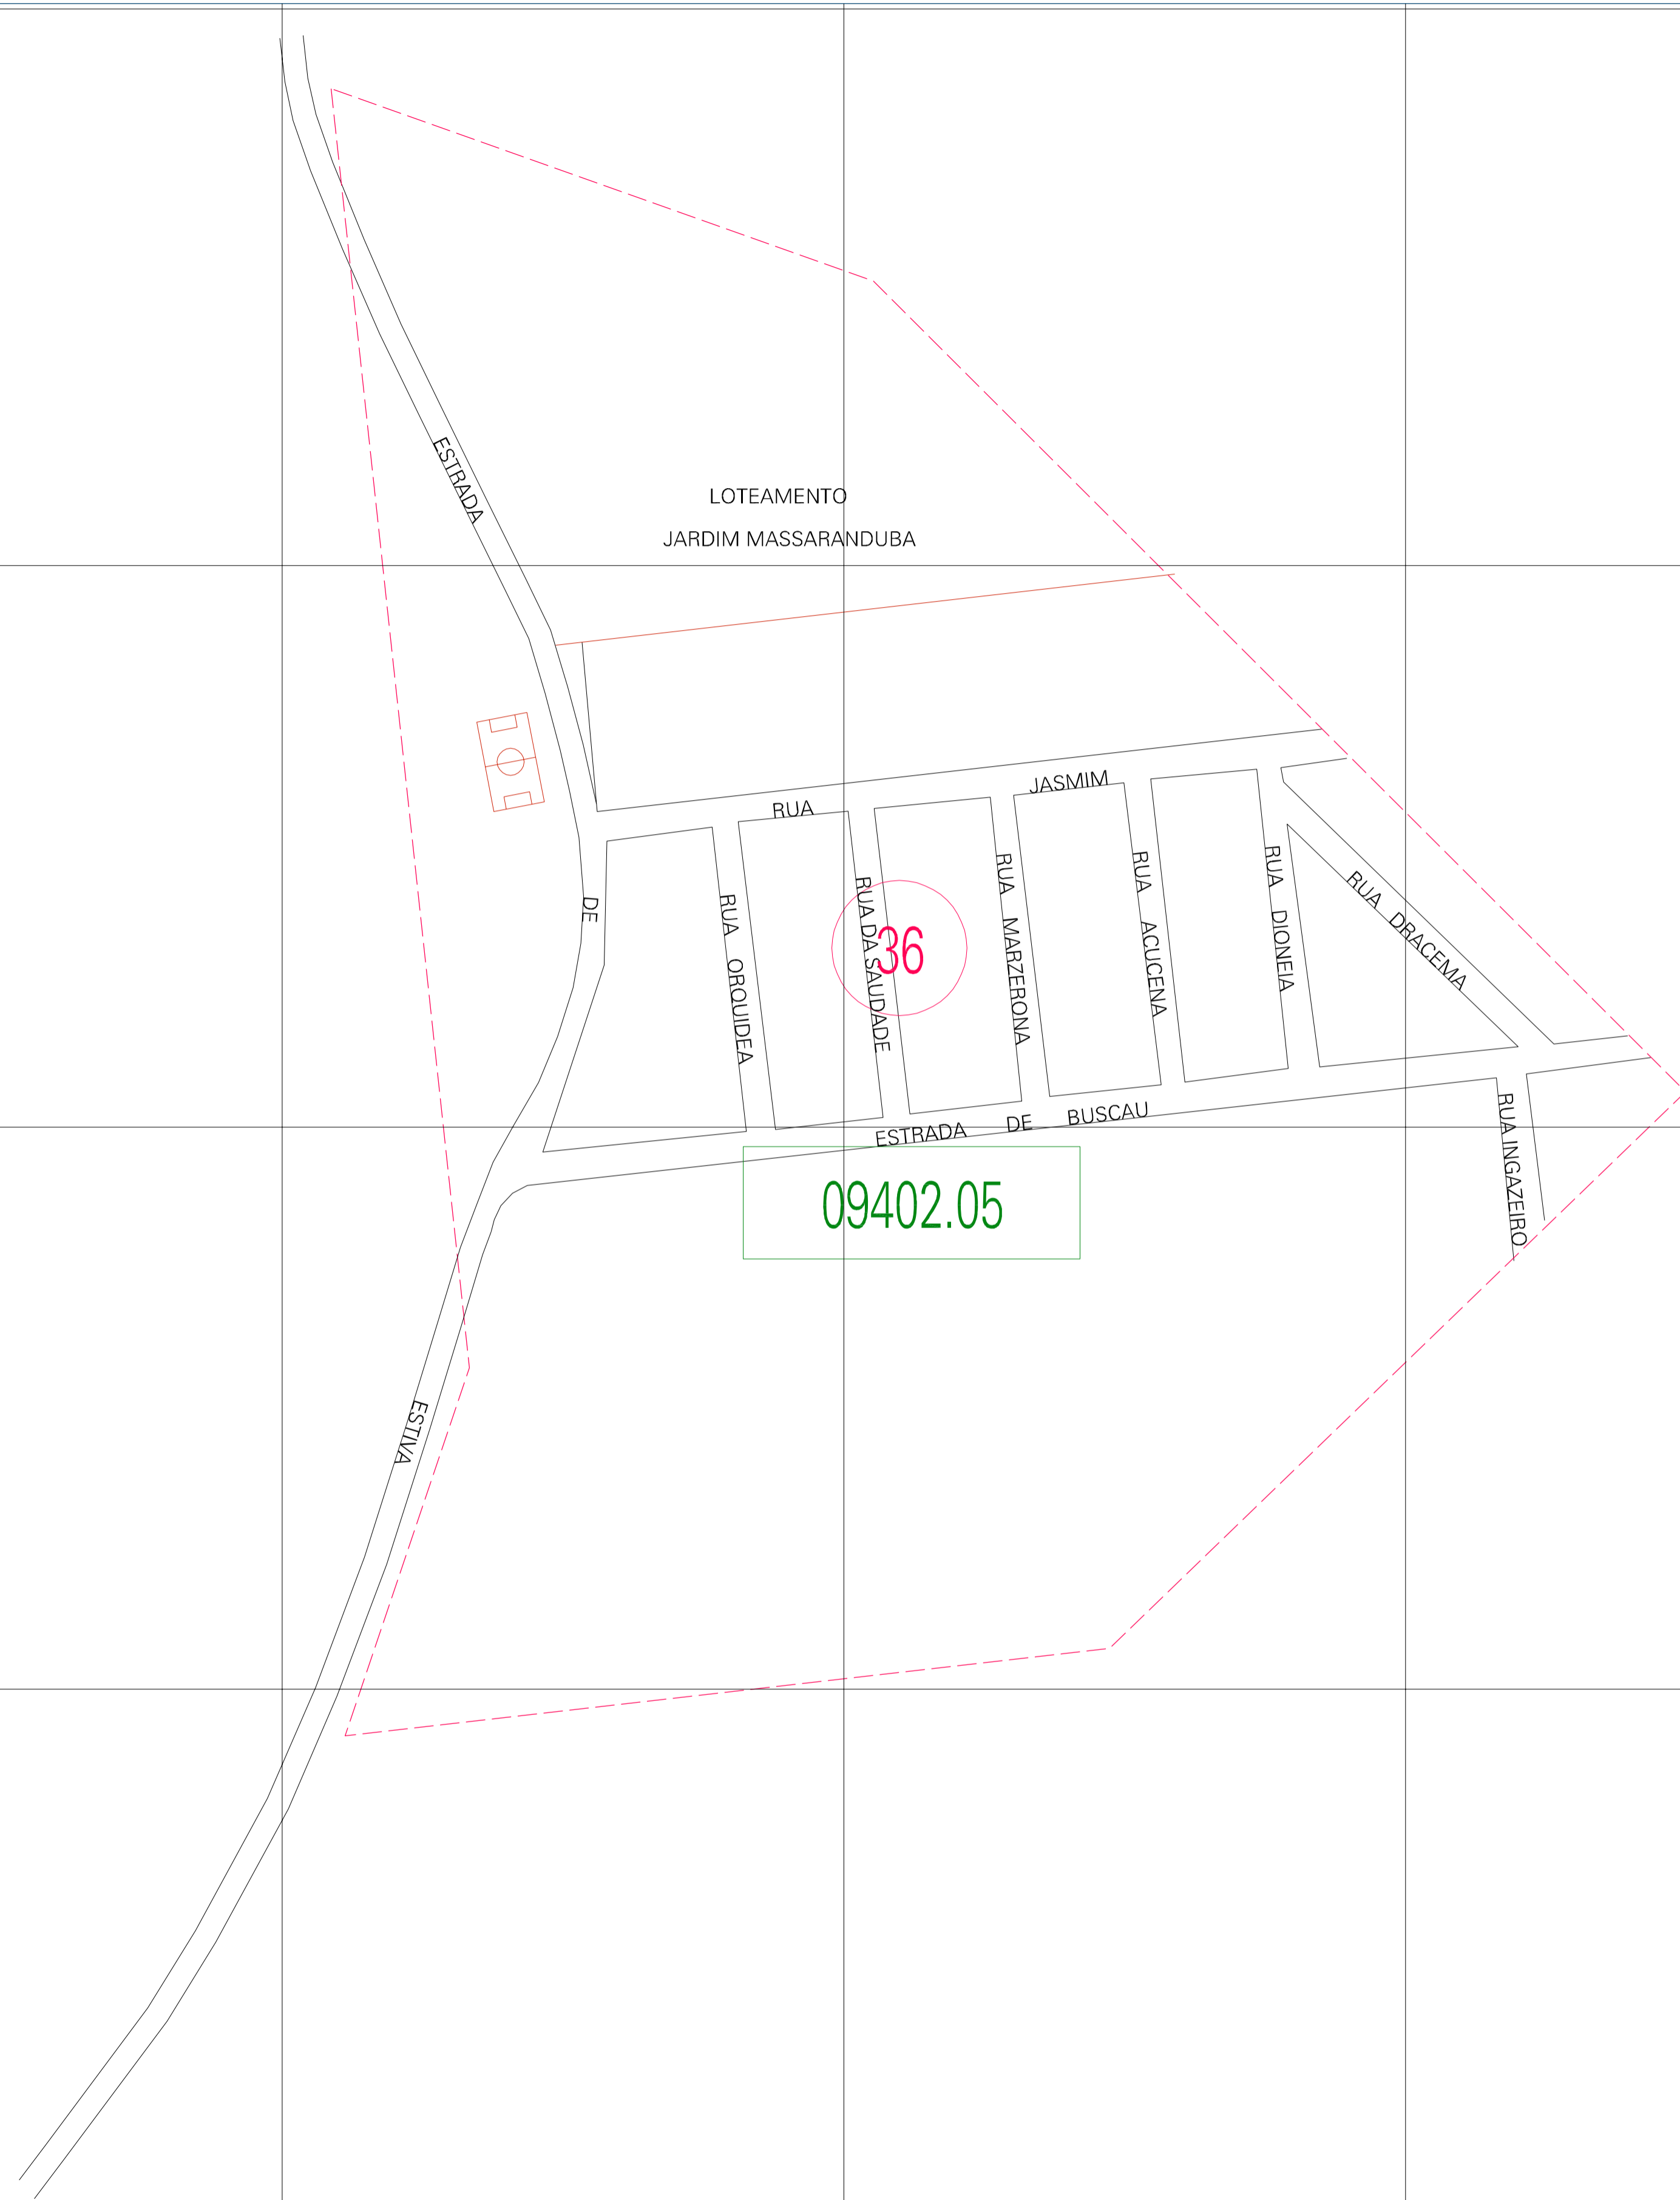 ESTRADA DE ESTIVA
LOTEAMENTO
JARDIM MASSARANDUBA
RUA JASMIM
RUA ORQUIDEA
RUA DA SAUDADE
36
RUA MARZERONA
RUA ACUCENA
RUA DIONEIA
RUA DRACEMA
ESTRADA DE BUSCAU
RUA INGAZEIRO
09402.05